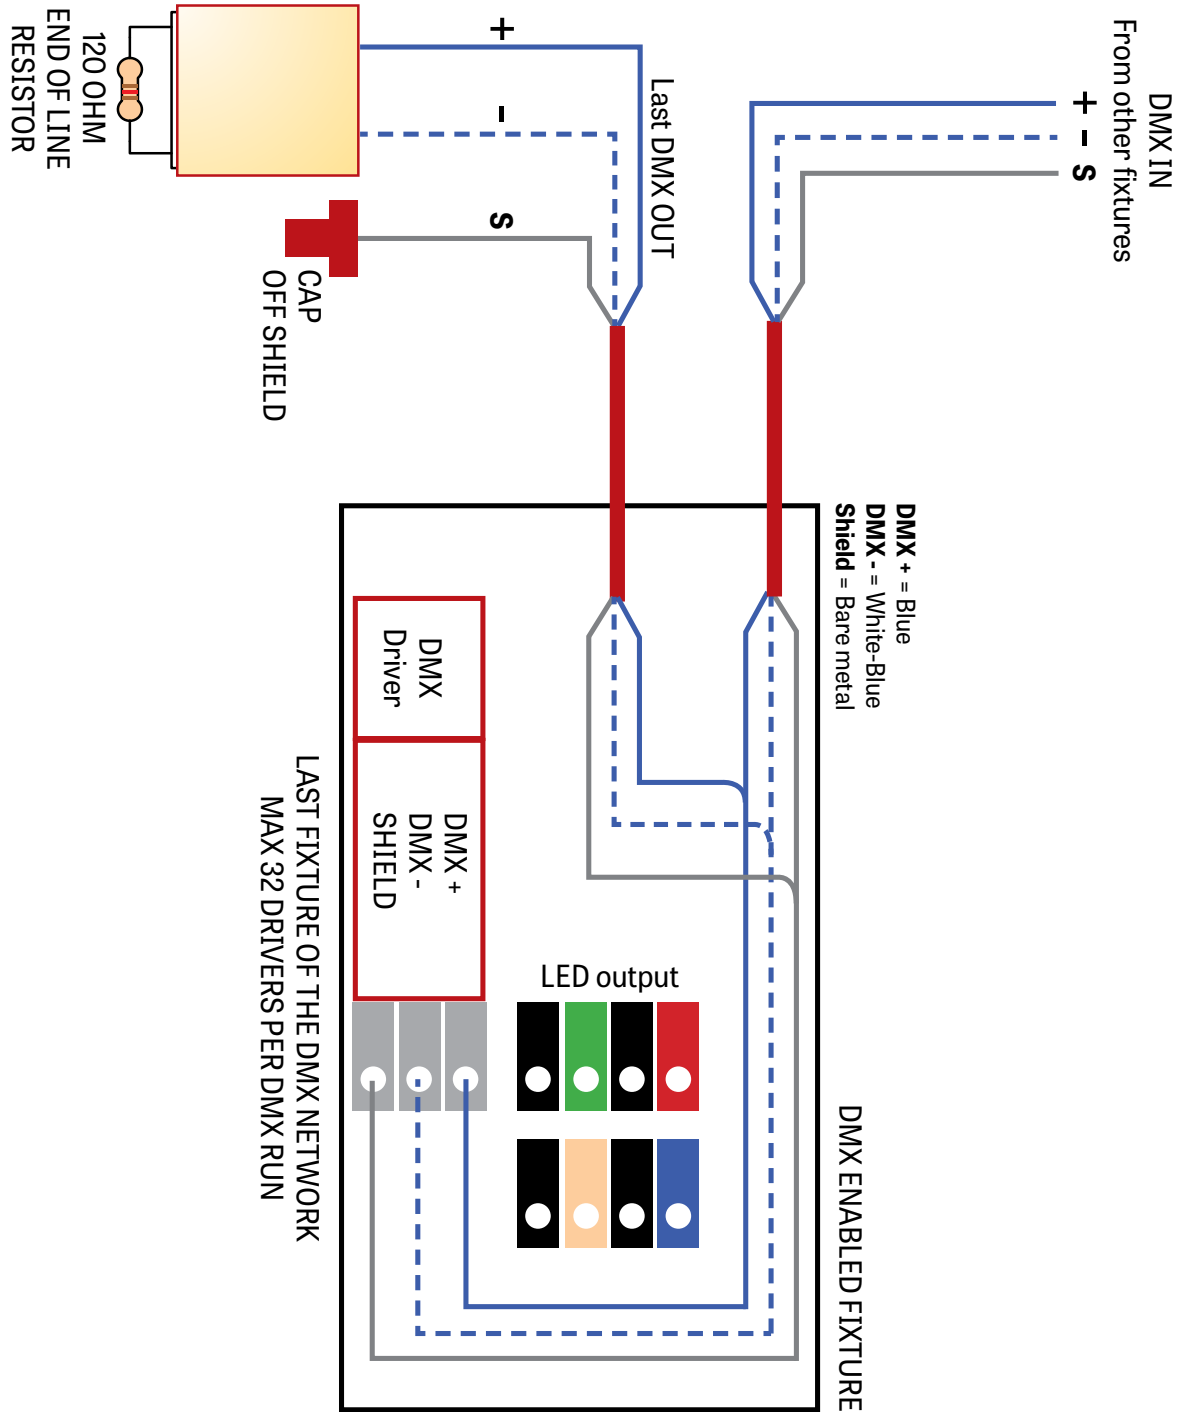 DMX IN
From other fixtures
+
-
S
DMX + = Blue
DMX - = White-Blue
Shield = Bare metal
DMX ENABLED FIXTURE
Last DMX OUT
+
-
S
120 OHM
END OF LINE
RESISTOR
CAP
OFF SHIELD
LED output
DMX
Driver
DMX +
DMX -
SHIELD
LAST FIXTURE OF THE DMX NETWORK
MAX 32 DRIVERS PER DMX RUN